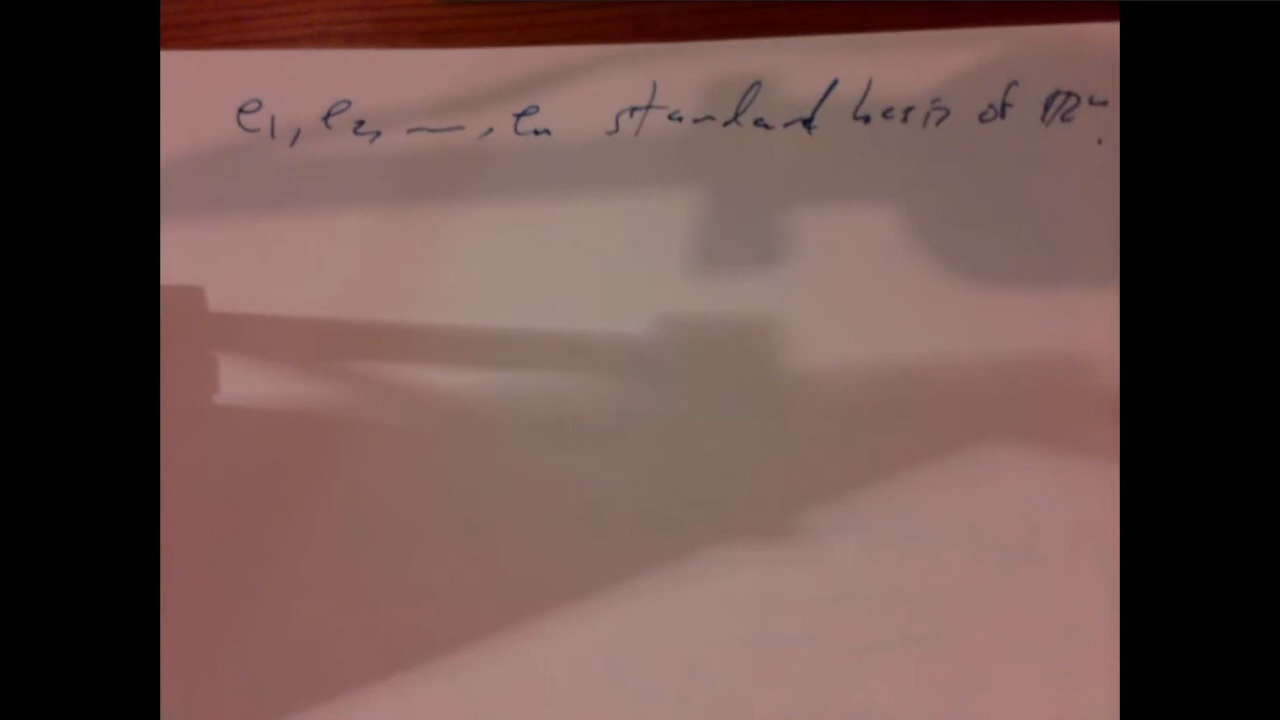 e₁, e₂, —, eₙ standard basis of ℝⁿ.